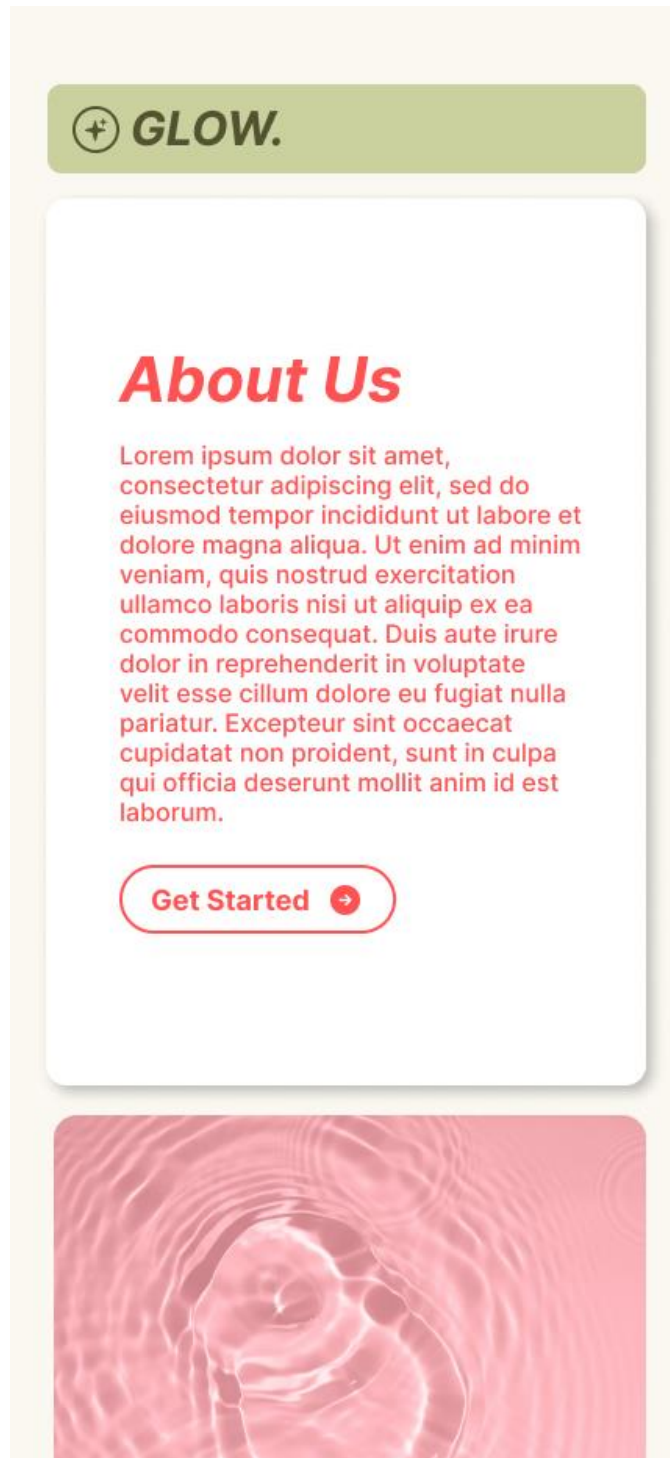 GLOW.
About Us
Lorem ipsum dolor sit amet,
consectetur adipiscing elit, sed do
eiusmod tempor incididunt ut labore et
dolore magna aliqua. Ut enim ad minim
veniam, quis nostrud exercitation
ullamco laboris nisi ut aliquip ex ea
commodo consequat. Duis aute irure
dolor in reprehenderit in voluptate
velit esse cillum dolore eu fugiat nulla
pariatur. Excepteur sint occaecat
cupidatat non proident, sunt in culpa
qui officia deserunt mollit anim id est
laborum.
Get Started